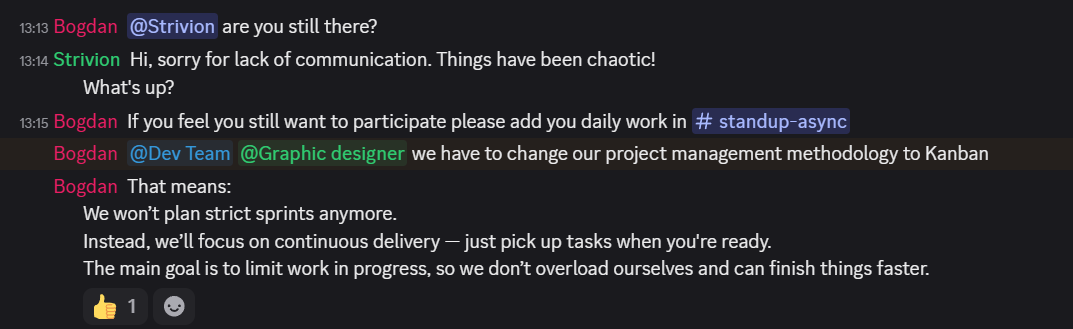 13:13 Bogdan @Strivion are you still there?
13:14 Strivion Hi, sorry for lack of communication. Things have been chaotic!
What's up?
13:15 Bogdan If you feel you still want to participate please add you daily work in # standup-async
Bogdan @Dev Team @Graphic designer we have to change our project management methodology to Kanban
Bogdan That means:
We won’t plan strict sprints anymore.
Instead, we’ll focus on continuous delivery — just pick up tasks when you're ready.
The main goal is to limit work in progress, so we don’t overload ourselves and can finish things faster.
👍 1